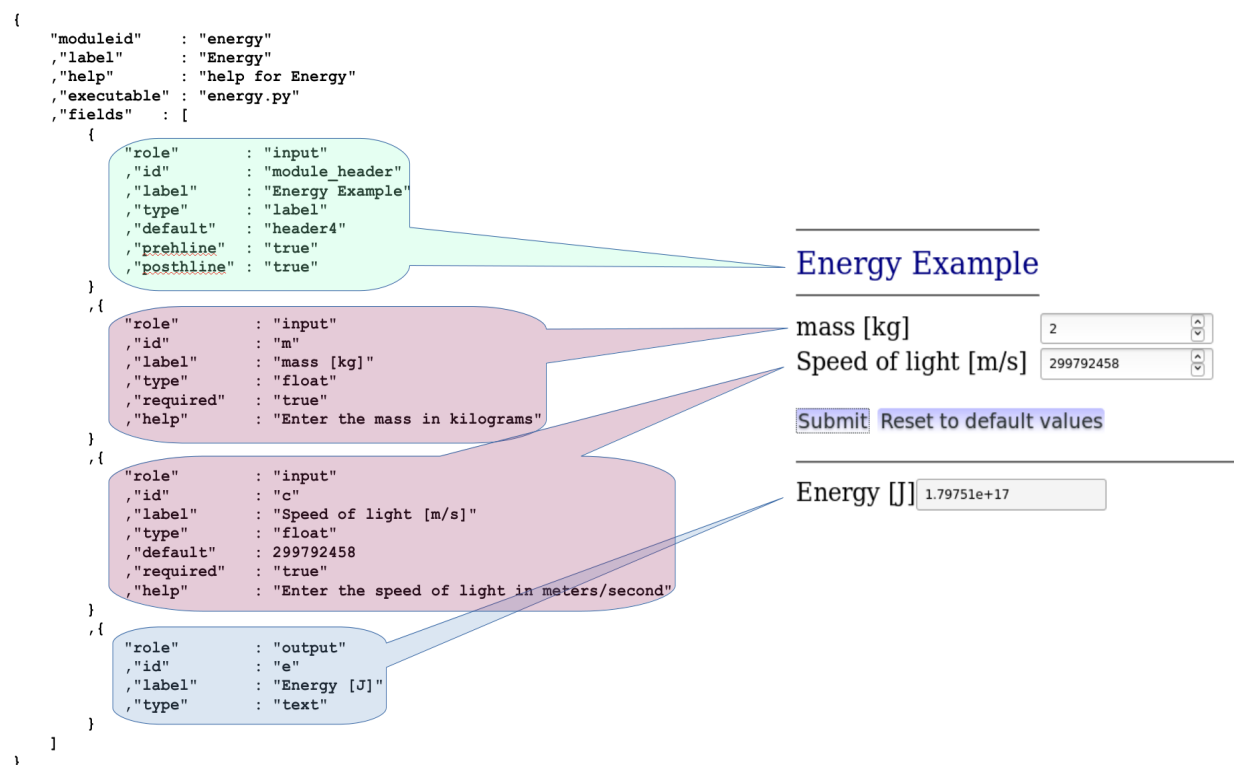 {
"moduleid" : "energy"
,"label" : "Energy"
,"help" : "help for Energy"
,"executable" : "energy.py"
,"fields" : [
{
"role" : "input"
,"id" : "module_header"
,"label" : "Energy Example"
,"type" : "label"
,"default" : "header4"
,"prehline" : "true"
,"posthline" : "true"
}
,{
"role" : "input"
,"id" : "m"
,"label" : "mass [kg]"
,"type" : "float"
,"required" : "true"
,"help" : "Enter the mass in kilograms"
}
,{
"role" : "input"
,"id" : "c"
,"label" : "Speed of light [m/s]"
,"type" : "float"
,"default" : 299792458
,"required" : "true"
,"help" : "Enter the speed of light in meters/second"
}
,{
"role" : "output"
,"id" : "e"
,"label" : "Energy [J]"
,"type" : "text"
}
]
}
Energy Example
mass [kg] 2
Speed of light [m/s] 299792458
Submit Reset to default values
Energy [J] 1.79751e+17